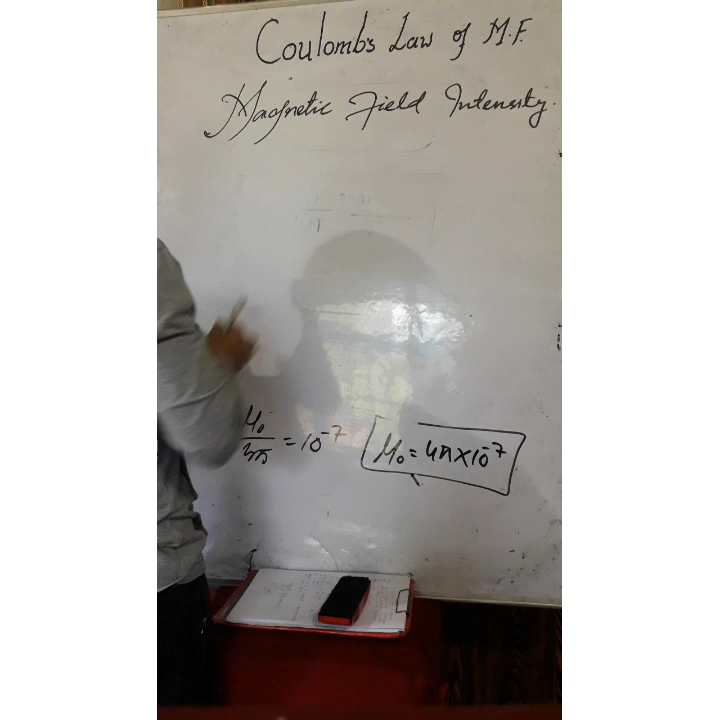 Coulomb's Law of M.F.
Magnetic Field Intensity.
μ₀/4π = 10⁻⁷
μ₀ = 4π×10⁻⁷